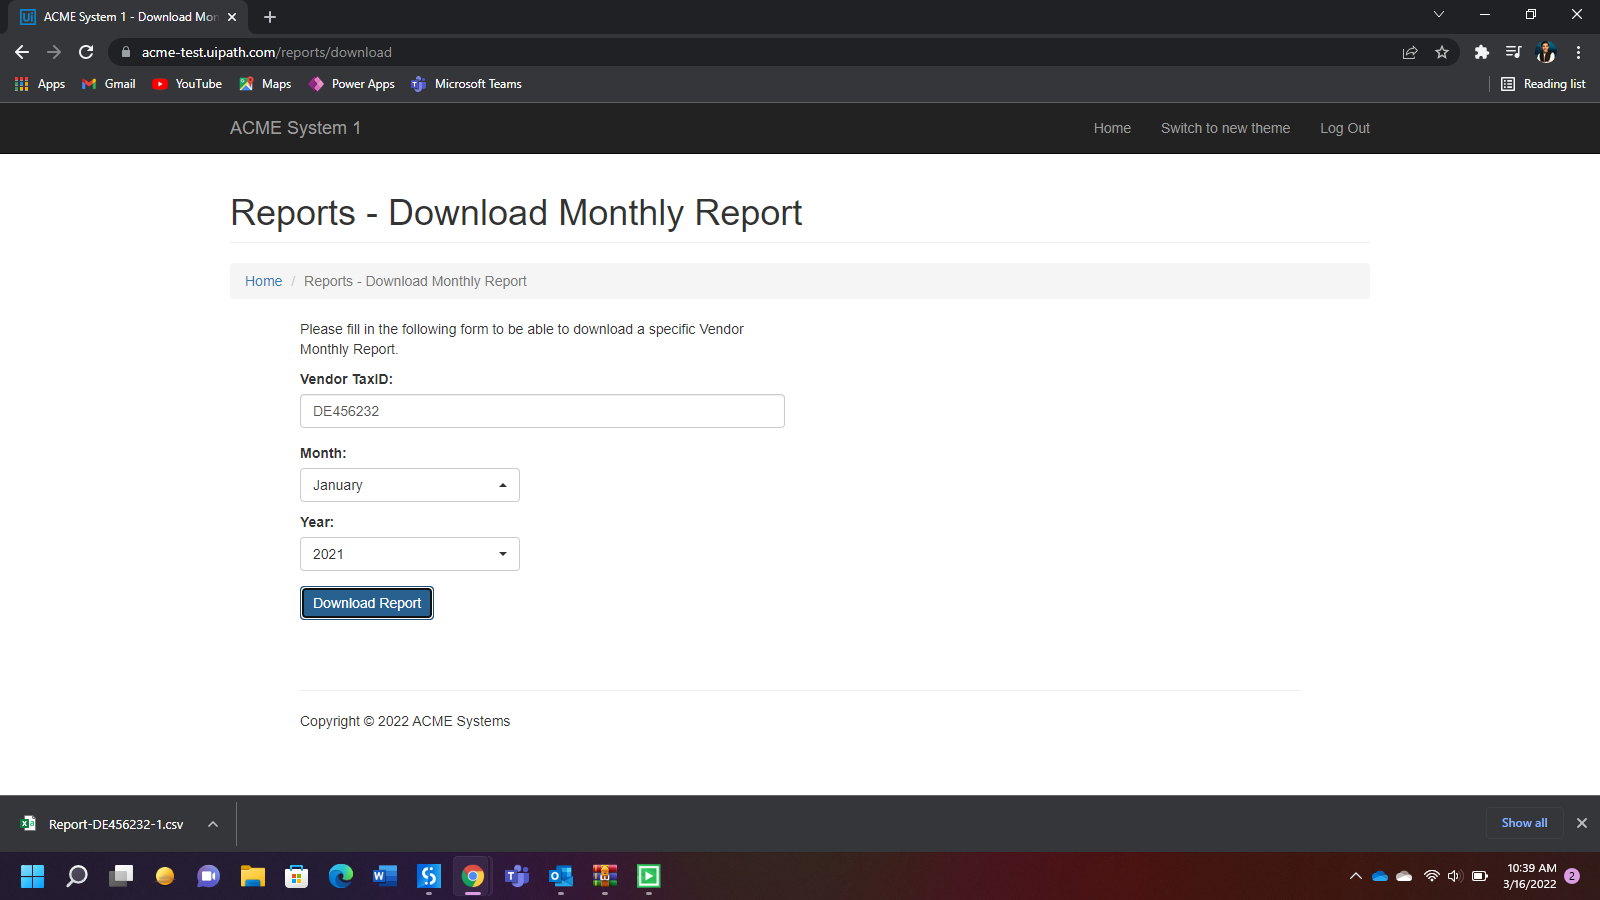 ACME System 1 - Download Mon
acme-test.uipath.com/reports/download
Apps
Gmail
YouTube
Maps
Power Apps
Microsoft Teams
Reading list
ACME System 1
Home
Switch to new theme
Log Out
Reports - Download Monthly Report
Home / Reports - Download Monthly Report
Please fill in the following form to be able to download a specific Vendor
Monthly Report.
Vendor TaxID:
DE456232
Month:
January
Year:
2021
Download Report
Copyright © 2022 ACME Systems
Report-DE456232-1.csv
Show all
10:39 AM
3/16/2022
2